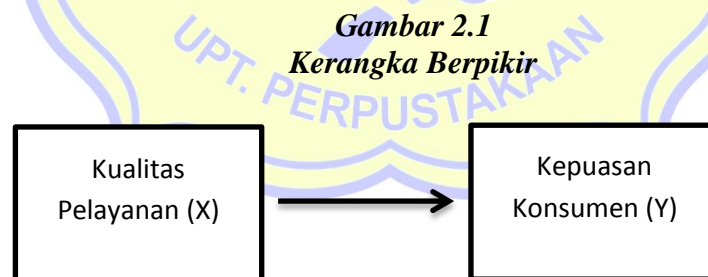 Gambar 2.1
Kerangka Berpikir
UPT. PERPUSTAKAAN
Kualitas
Pelayanan (X)
Kepuasan
Konsumen (Y)